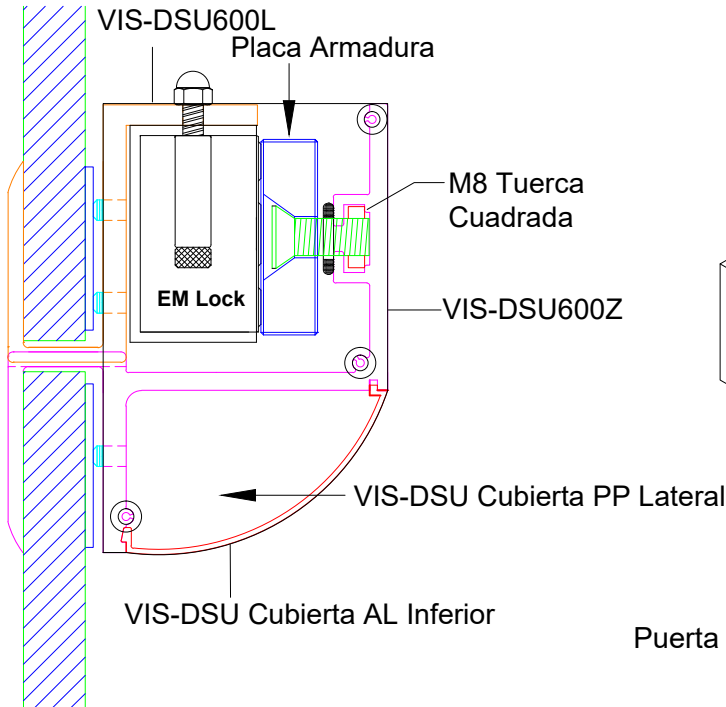 VIS-DSU600L
Placa Armadura
M8 Tuerca
Cuadrada
EM Lock
VIS-DSU600Z
VIS-DSU Cubierta PP Lateral
VIS-DSU Cubierta AL Inferior
Puerta